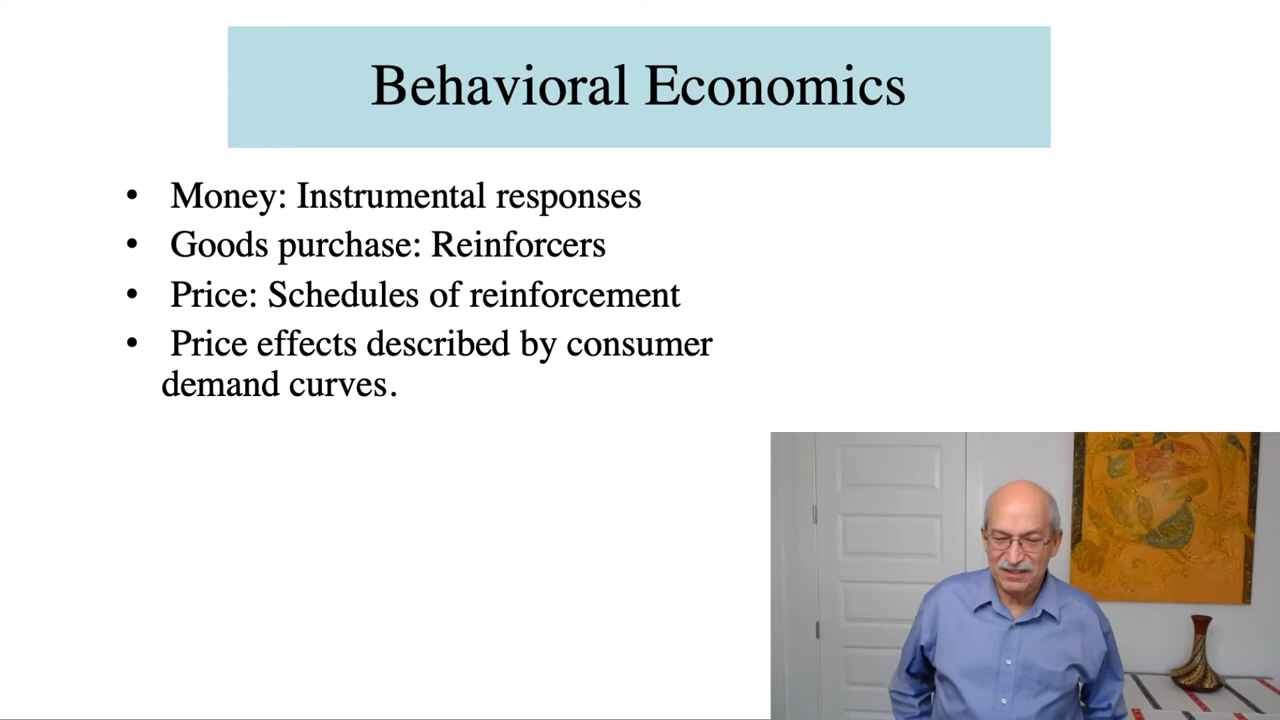 Behavioral Economics
• Money: Instrumental responses
• Goods purchase: Reinforcers
• Price: Schedules of reinforcement
• Price effects described by consumer
demand curves.